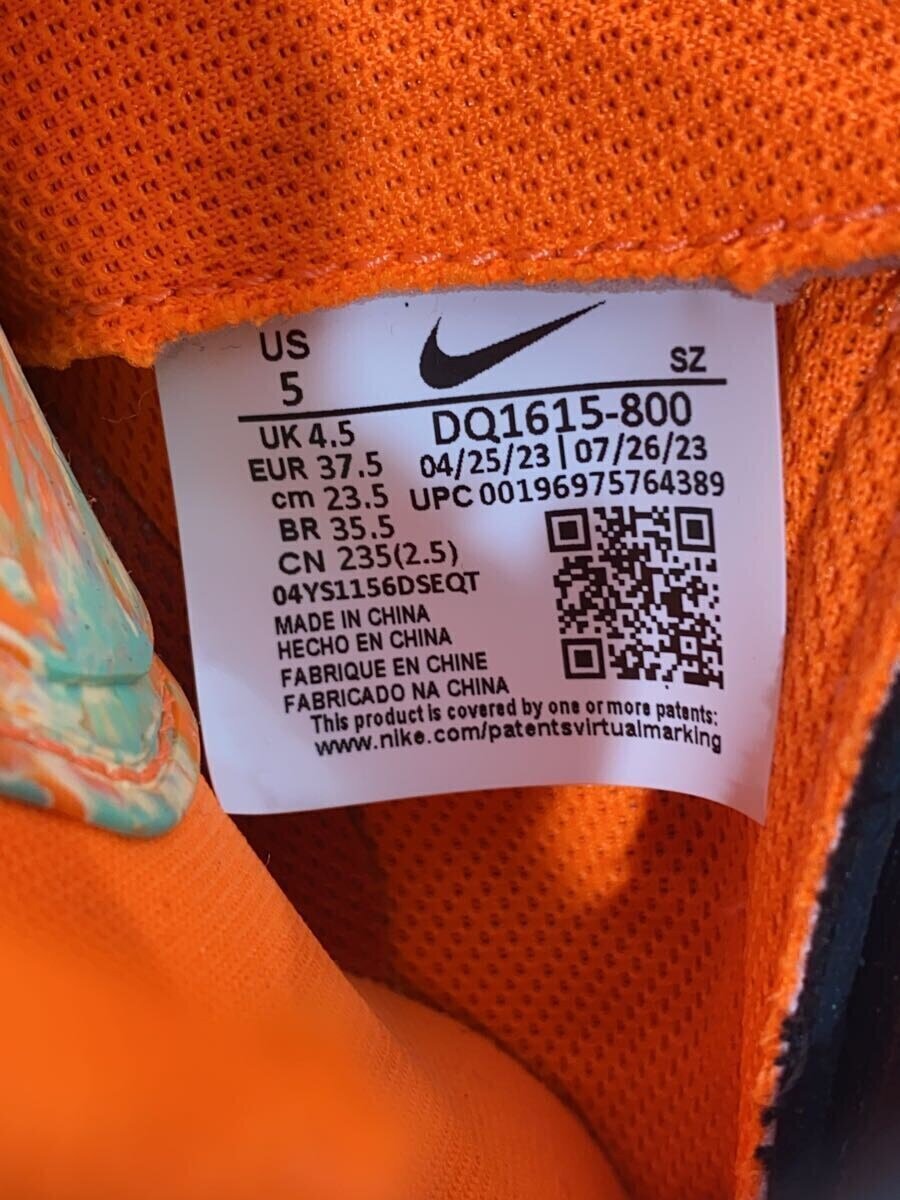 US
5
SZ
UK 4.5
EUR 37.5
cm 23.5
BR 35.5
CN 235(2.5)
DQ1615-800
04/25/23 | 07/26/23
UPC 00196975764389
04YS1156DSEQT
MADE IN CHINA
HECHO EN CHINA
FABRIQUE EN CHINE
FABRICADO NA CHINA
This product is covered by one or more patents:
www.nike.com/patentsvirtualmarking